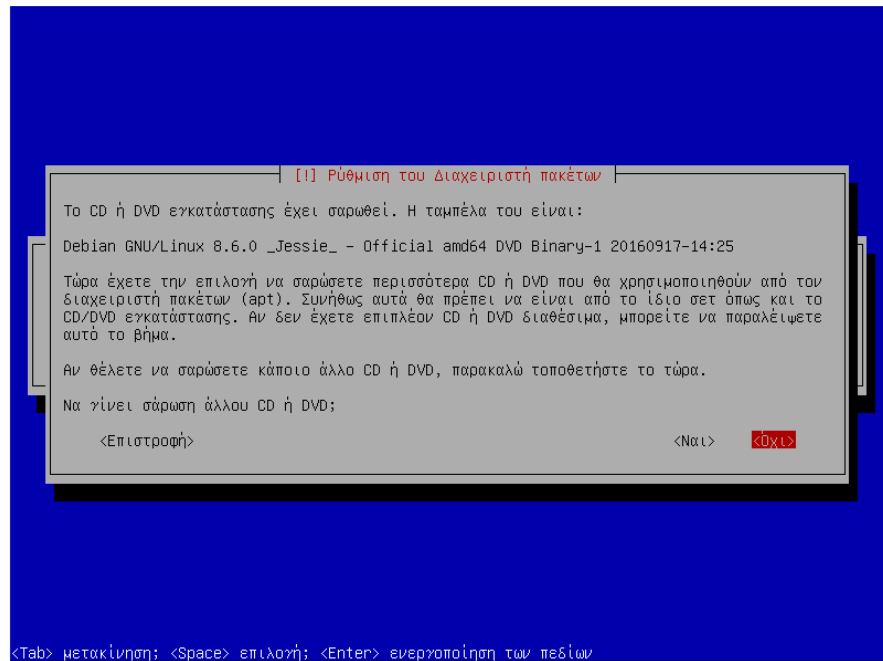 [!] Ρύθμιση του Διαχειριστή πακέτων
Το CD ή DVD εγκατάστασης έχει σαρωθεί. Η ταμπέλα του είναι:
Debian GNU/Linux 8.6.0 _Jessie_ - Official amd64 DVD Binary-1 20160917-14:25
Τώρα έχετε την επιλογή να σαρώσετε περισσότερα CD ή DVD που θα χρησιμοποιηθούν από τον
διαχειριστή πακέτων (apt). Συνήθως αυτά θα πρέπει να είναι από το ίδιο σετ όπως και το
CD/DVD εγκατάστασης. Αν δεν έχετε επιπλέον CD ή DVD διαθέσιμα, μπορείτε να παραλέιψετε
αυτό το βήμα.
Αν θέλετε να σαρώσετε κάποιο άλλο CD ή DVD, παρακαλώ τοποθετήστε το τώρα.
Να γίνει σάρωση άλλου CD ή DVD;
<Επιστροφή> <Ναι> <Όχι>
<Tab> μετακίνηση; <Space> επιλογή; <Enter> ενεργοποίηση των πεδίων